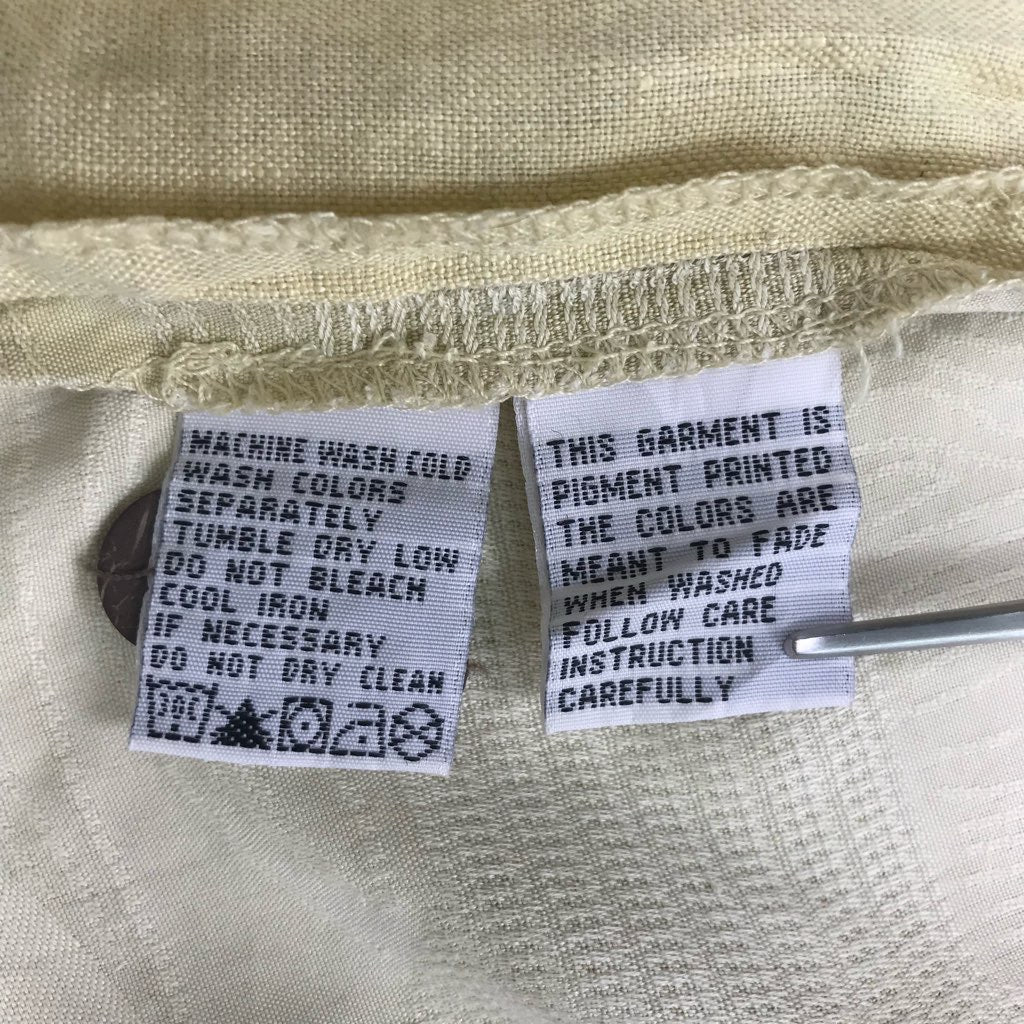 MACHINE WASH COLD
WASH COLORS
SEPARATELY
TUMBLE DRY LOW
DO NOT BLEACH
COOL IRON
IF NECESSARY
DO NOT DRY CLEAN
THIS GARMENT IS
PIGMENT PRINTED
THE COLORS ARE
MEANT TO FADE
WHEN WASHED
FOLLOW CARE
INSTRUCTION
CAREFULLY